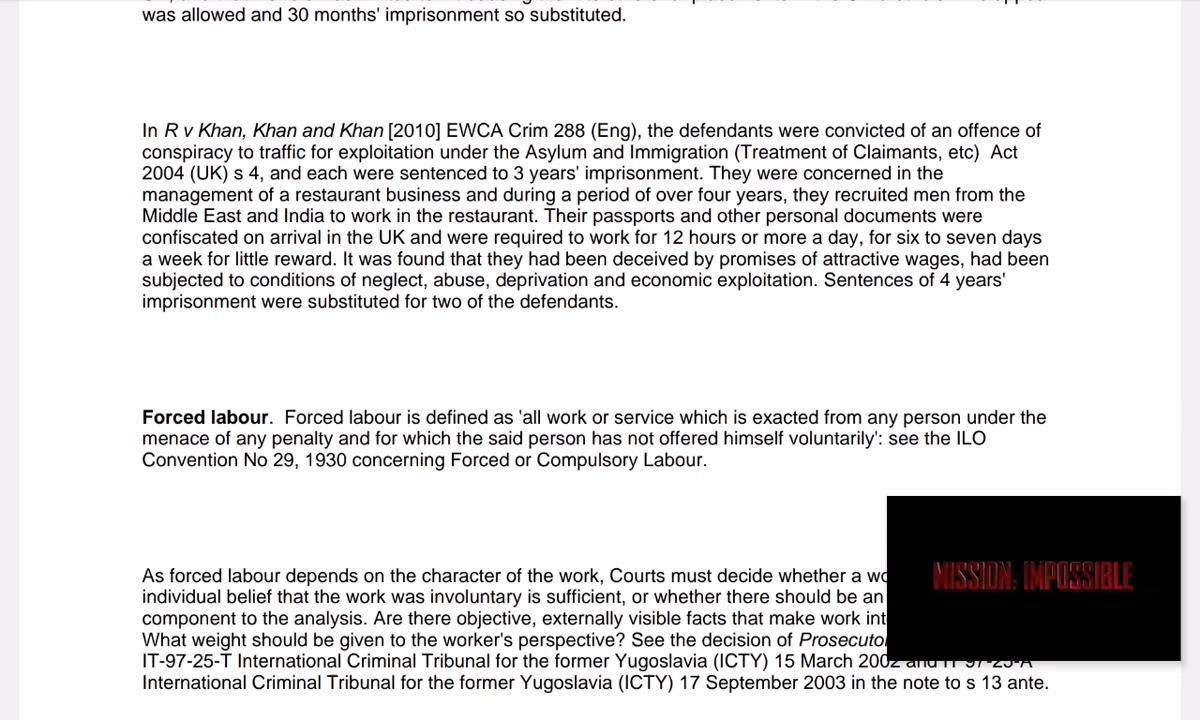 was allowed and 30 months' imprisonment so substituted.
In R v Khan, Khan and Khan [2010] EWCA Crim 288 (Eng), the defendants were convicted of an offence of
conspiracy to traffic for exploitation under the Asylum and Immigration (Treatment of Claimants, etc) Act
2004 (UK) s 4, and each were sentenced to 3 years' imprisonment. They were concerned in the
management of a restaurant business and during a period of over four years, they recruited men from the
Middle East and India to work in the restaurant. Their passports and other personal documents were
confiscated on arrival in the UK and were required to work for 12 hours or more a day, for six to seven days
a week for little reward. It was found that they had been deceived by promises of attractive wages, had been
subjected to conditions of neglect, abuse, deprivation and economic exploitation. Sentences of 4 years'
imprisonment were substituted for two of the defendants.
Forced labour. Forced labour is defined as 'all work or service which is exacted from any person under the
menace of any penalty and for which the said person has not offered himself voluntarily': see the ILO
Convention No 29, 1930 concerning Forced or Compulsory Labour.
As forced labour depends on the character of the work, Courts must decide whether a
individual belief that the work was involuntary is sufficient, or whether there should be an
component to the analysis. Are there objective, externally visible facts that make work
What weight should be given to the worker's perspective? See the decision of
IT-97-25-T International Criminal Tribunal for the former Yugoslavia (ICTY) 15 March 2002 and IT 97-25-A
International Criminal Tribunal for the former Yugoslavia (ICTY) 17 September 2003 in the note to s 13 ante.
MISSION: IMPOSSIBLE